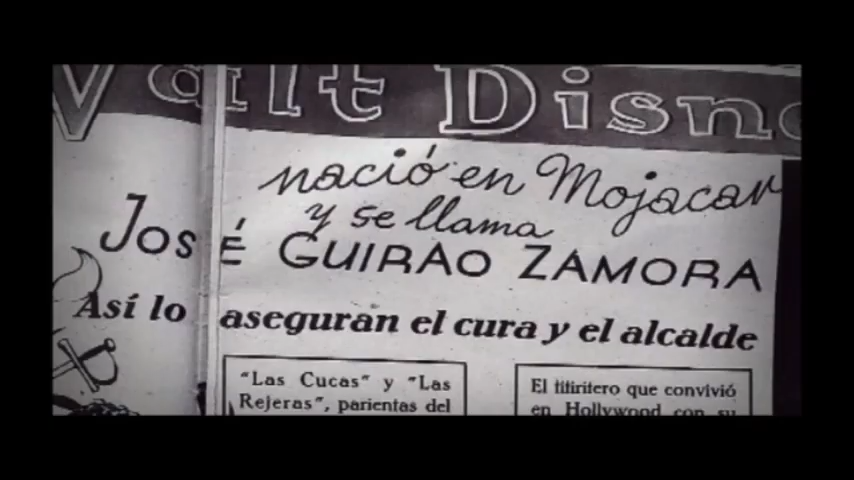 Walt Disne
nació en Mojacar
y se llama
JOSÉ GUIRAO ZAMORA
Así lo aseguran el cura y el alcalde
"Las Cucas" y "Las
Rejeras", parientas del
El titiritero que convivió
en Hollywood con su